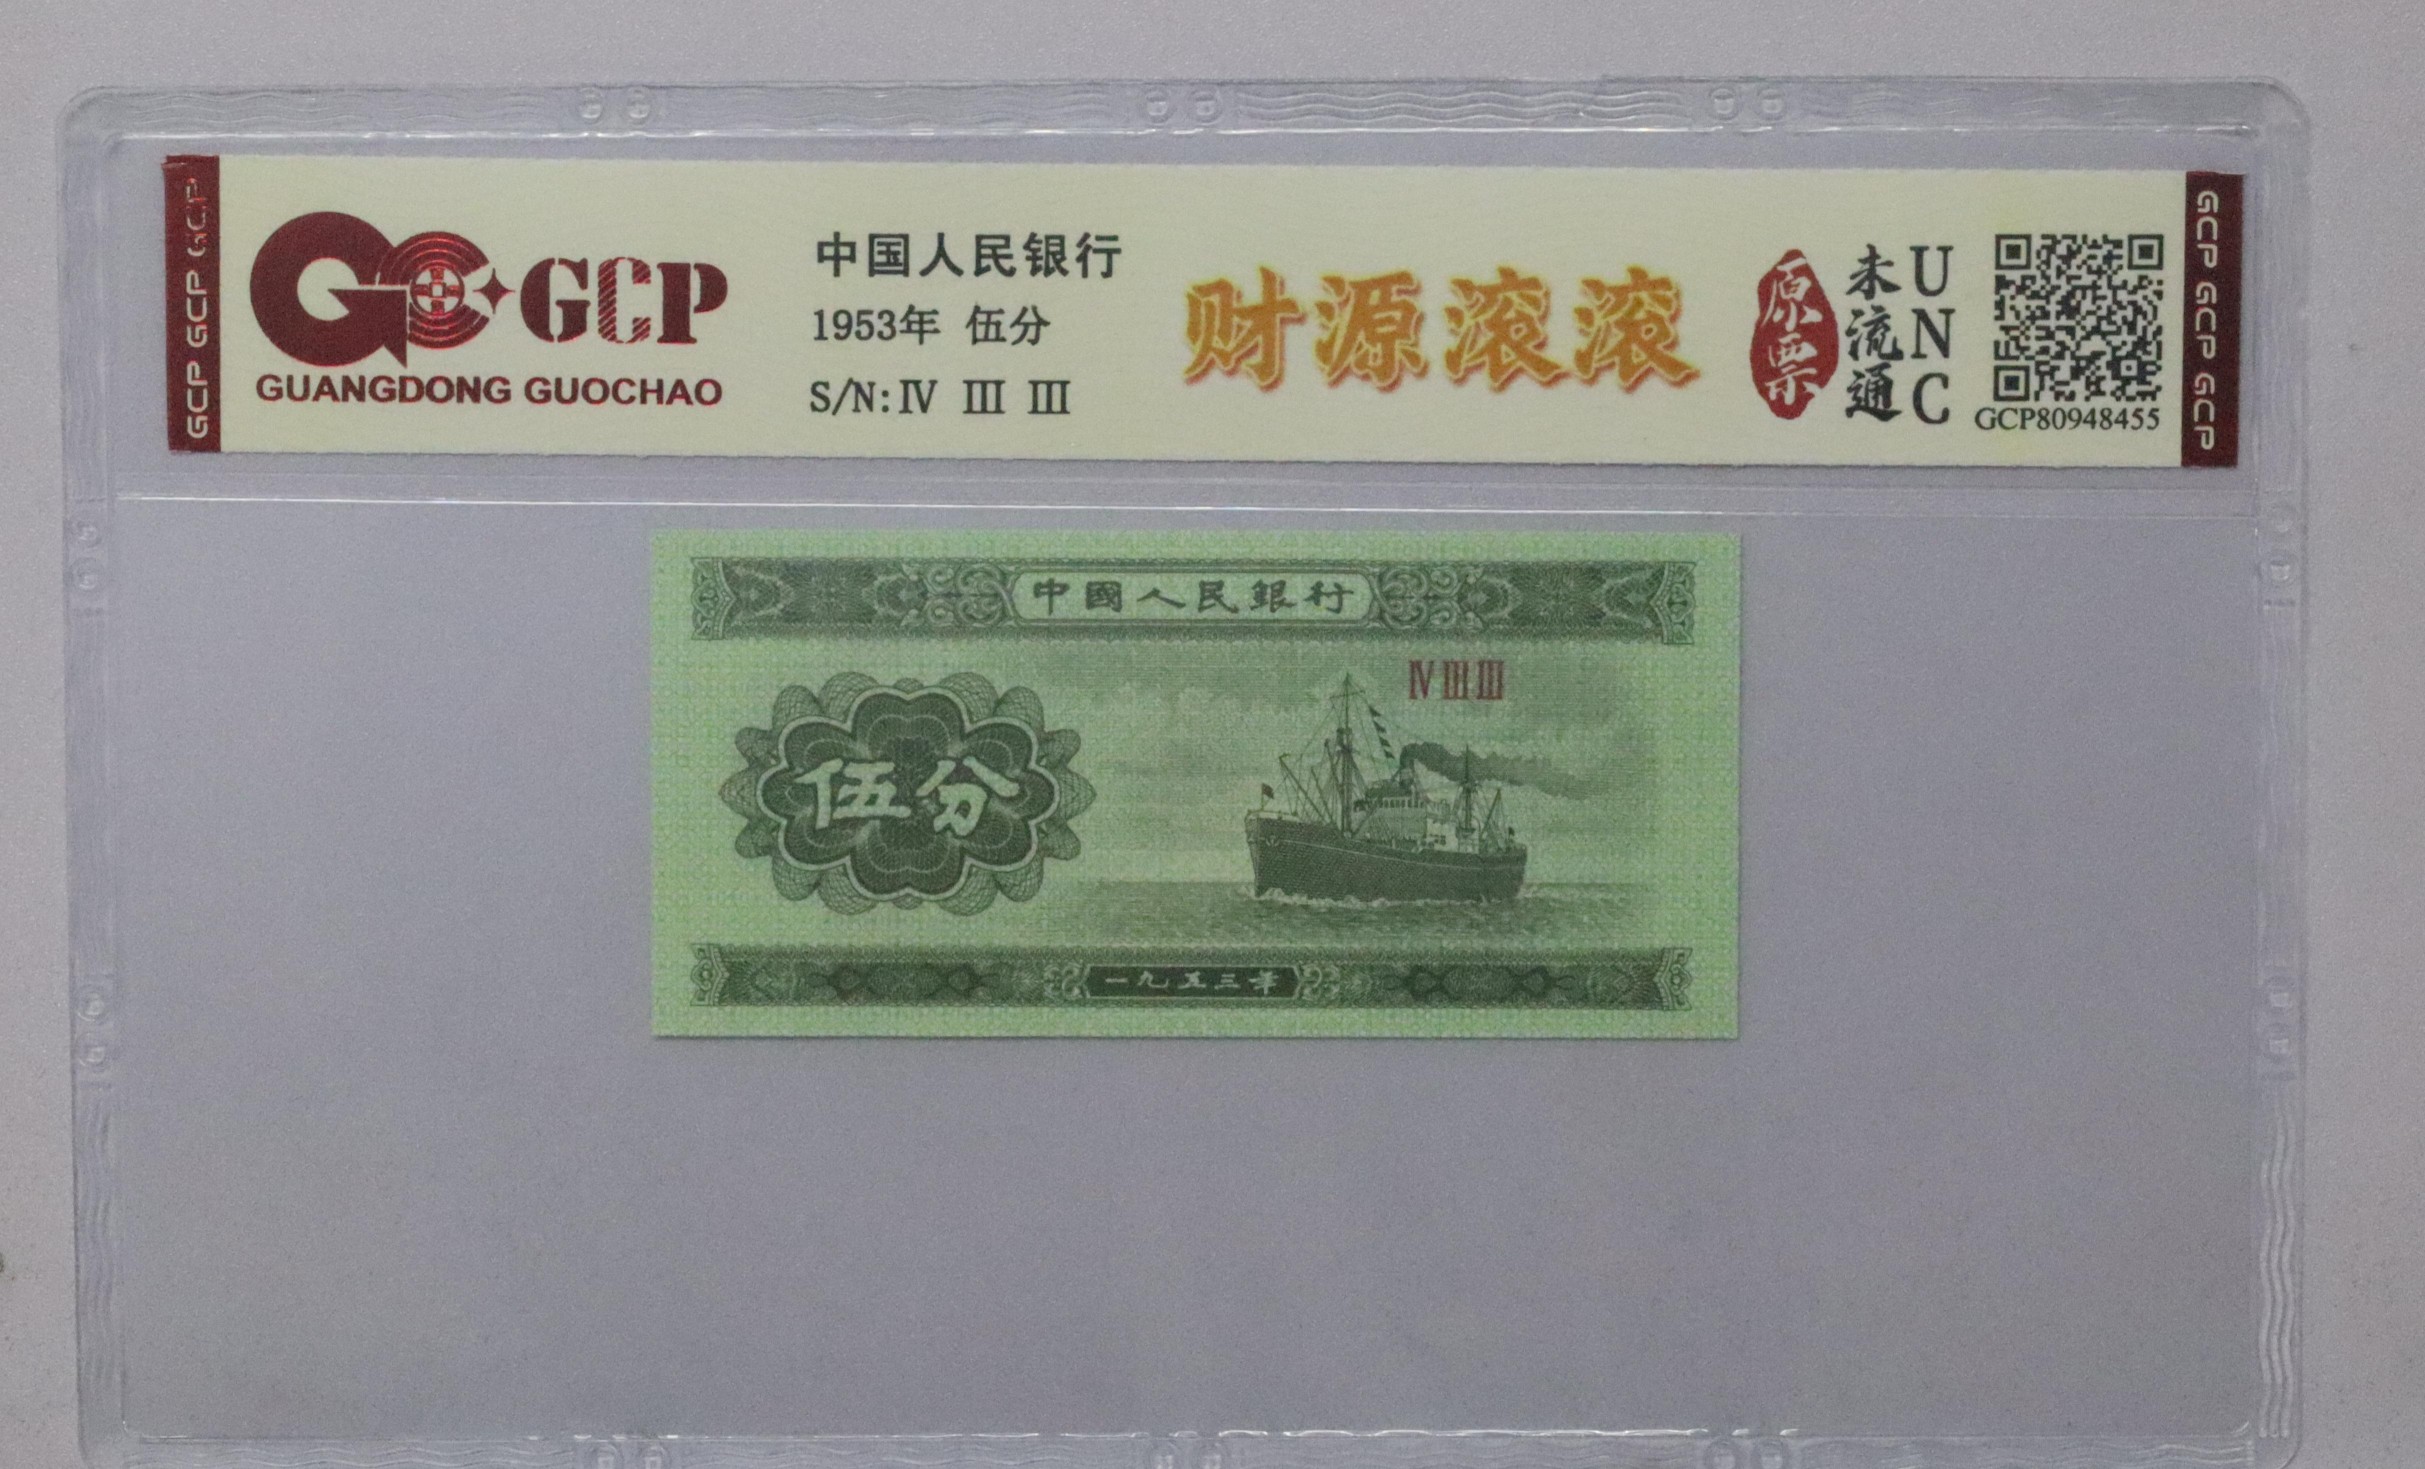 GCP GCP GCP
GCP
GUANGDONG GUOCHAO
中国人民银行
1953年 伍分
S/N: Ⅳ Ⅲ Ⅲ
财源滚滚
原票
未流通
UNC
GCP80948455
GCP GCP GCP
中國人民銀行
Ⅳ Ⅲ Ⅲ
伍分
一九五三年